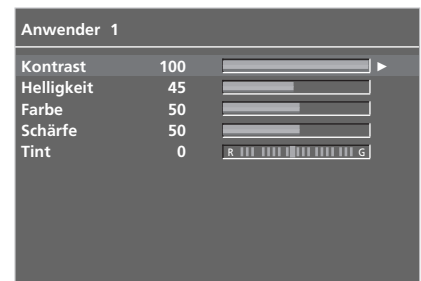 Anwender 1
Kontrast 100
Helligkeit 45
Farbe 50
Schärfe 50
Tint 0 R G